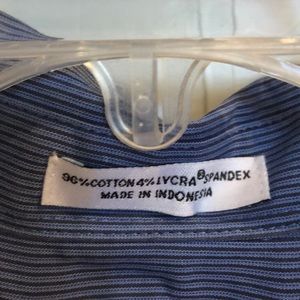 96% COTTON 4% LYCRA® SPANDEX
MADE IN INDONESIA